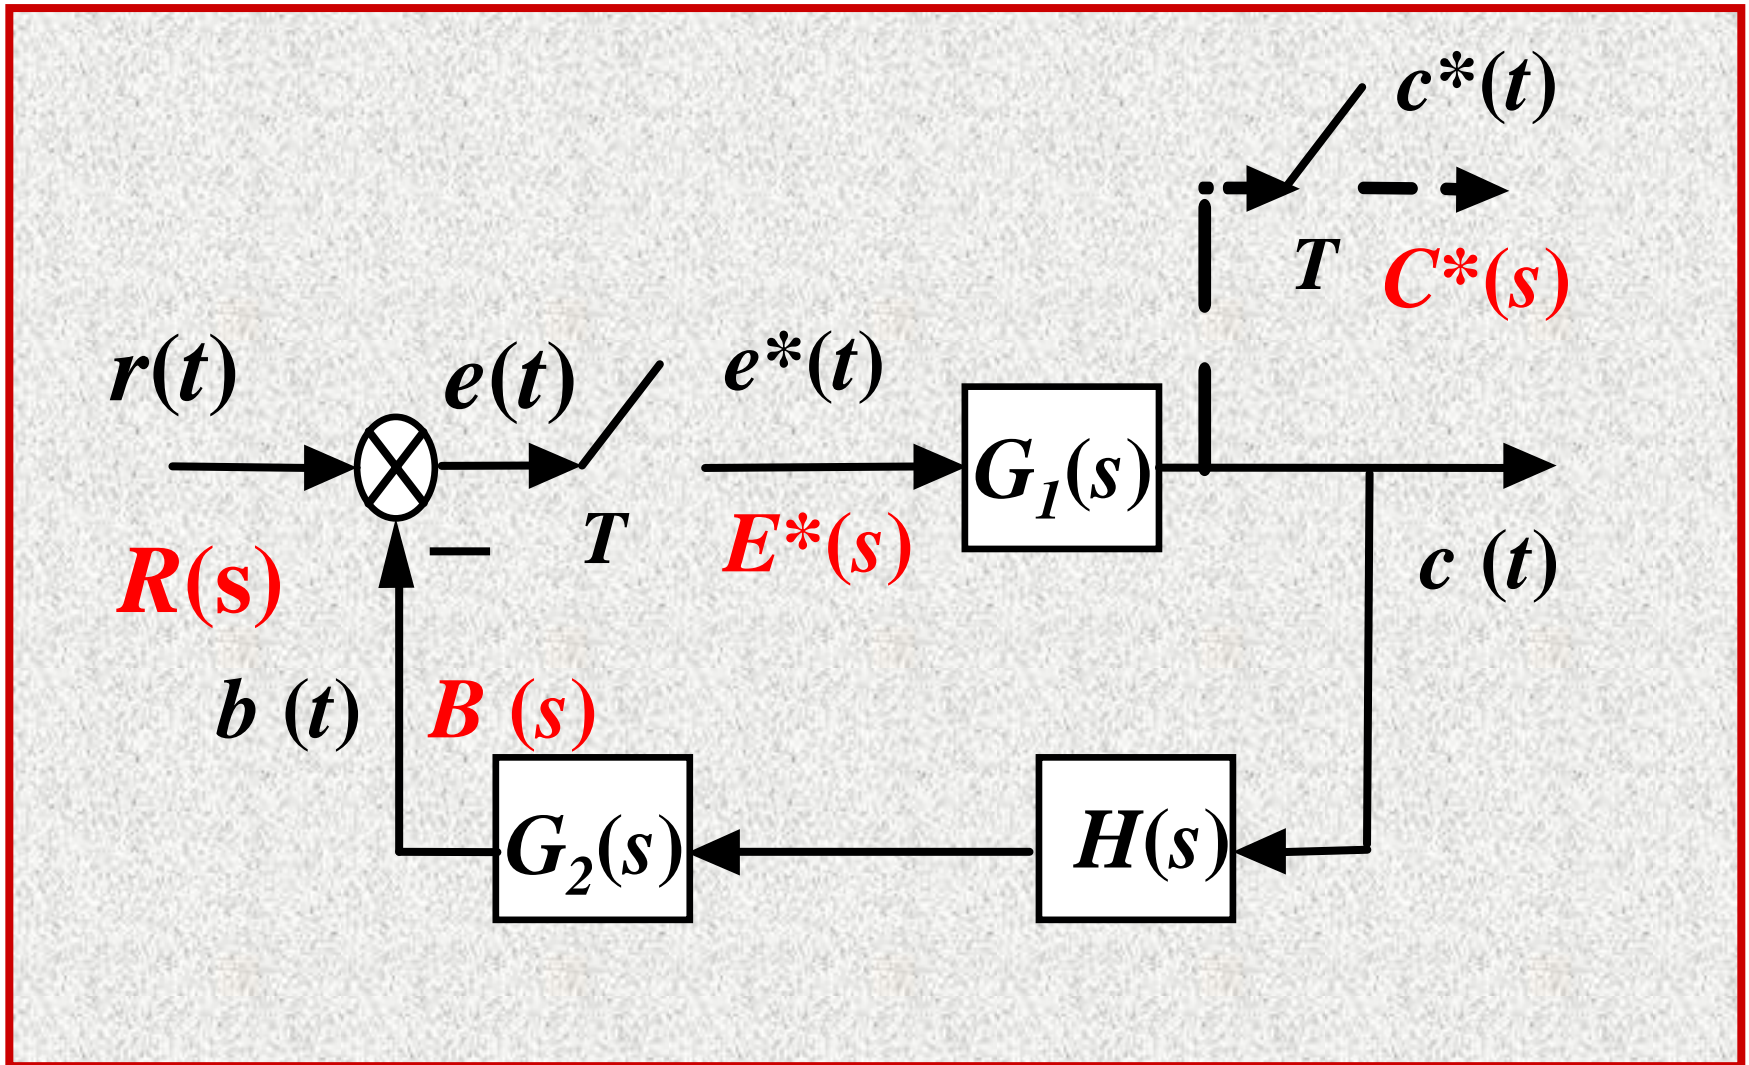 c*(t)
T
C*(s)
r(t)
e(t)
e*(t)
G1(s)
R(s)
—
T
E*(s)
c (t)
b (t)
B (s)
G2(s)
H(s)